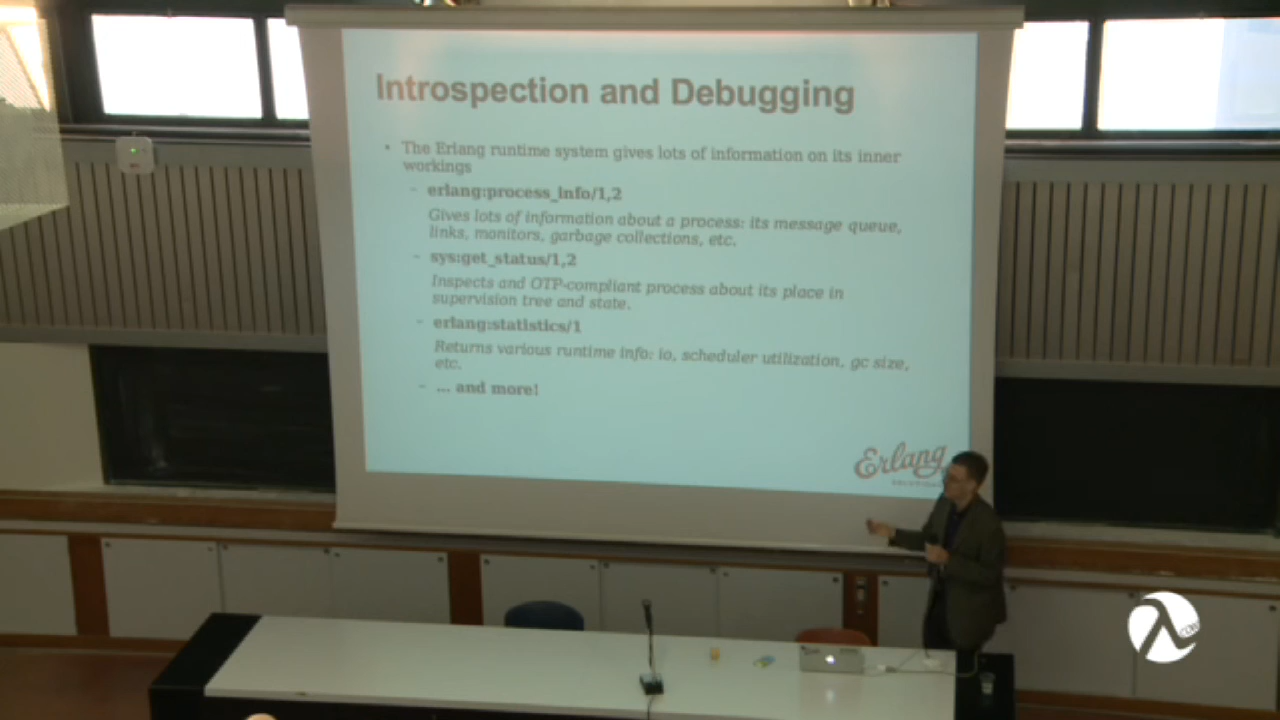 Introspection and Debugging
• The Erlang runtime system gives lots of information on its inner
workings
– erlang:process_info/1,2
Gives lots of information about a process: its message queue,
links, monitors, garbage collections, etc.
– sys:get_status/1,2
Inspects and OTP-compliant process about its place in
supervision tree and state.
– erlang:statistics/1
Returns various runtime info: io, scheduler utilization, gc size,
etc.
– ... and more!
Erlang
λ